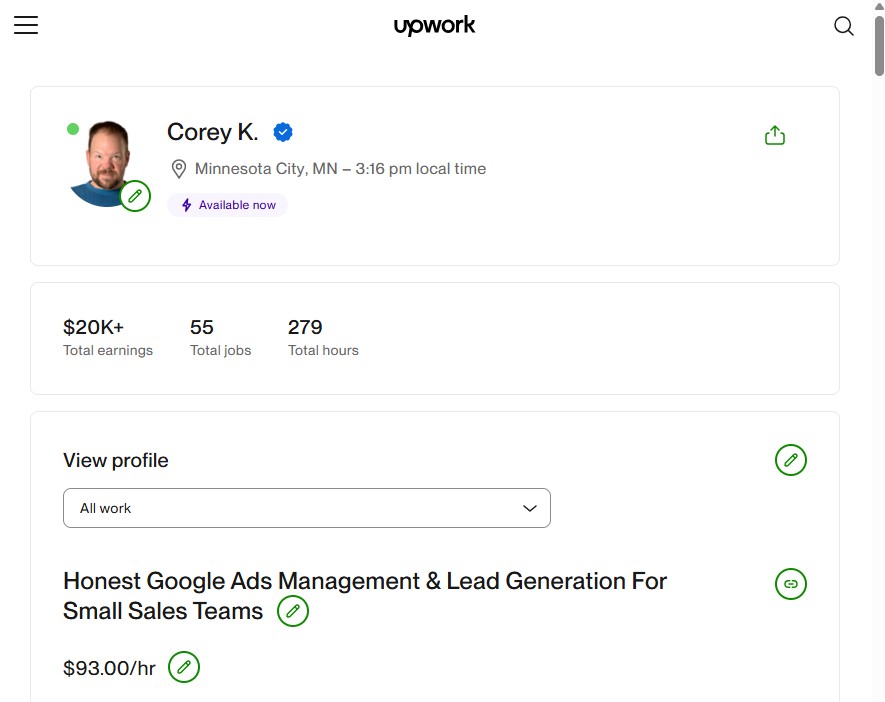 upwork
Corey K.
Minnesota City, MN – 3:16 pm local time
Available now
$20K+
Total earnings
55
Total jobs
279
Total hours
View profile
All work
Honest Google Ads Management & Lead Generation For
Small Sales Teams
$93.00/hr